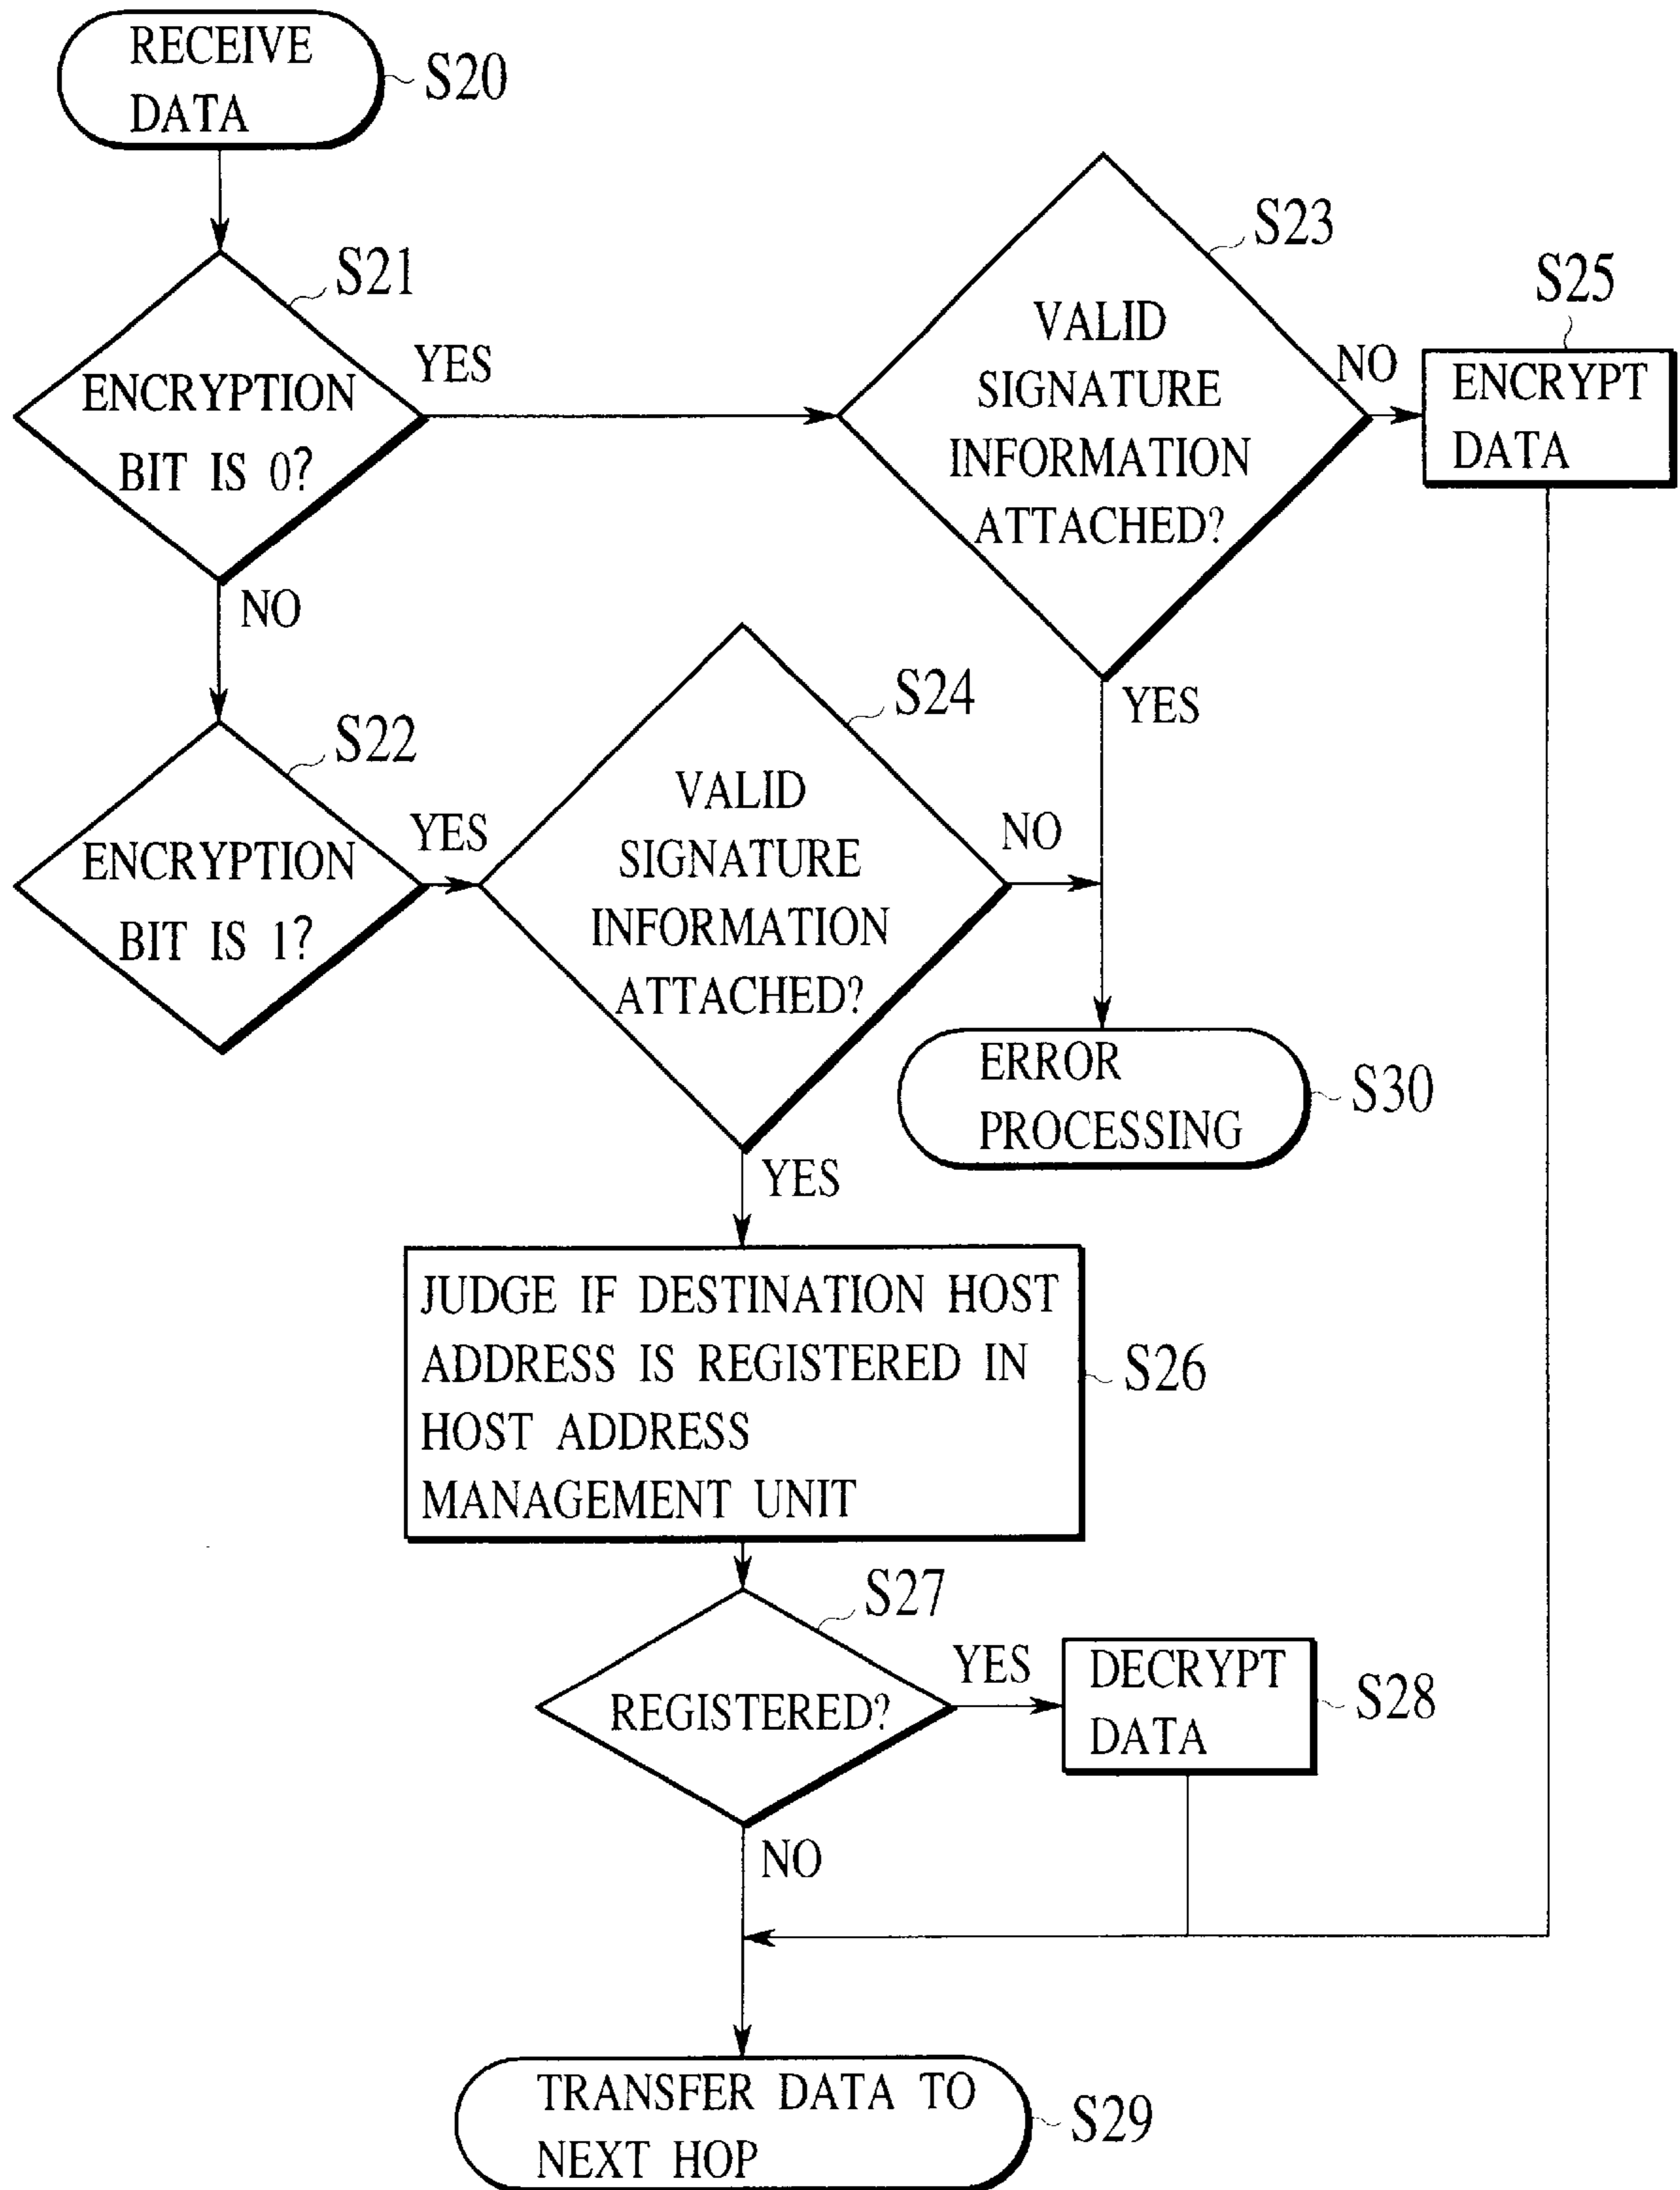 RECEIVE
DATA
S20
S21
ENCRYPTION
BIT IS 0?
YES
NO
S23
VALID
SIGNATURE
INFORMATION
ATTACHED?
NO
YES
S25
ENCRYPT
DATA
S22
ENCRYPTION
BIT IS 1?
YES
S24
VALID
SIGNATURE
INFORMATION
ATTACHED?
NO
YES
ERROR
PROCESSING
S30
JUDGE IF DESTINATION HOST
ADDRESS IS REGISTERED IN
HOST ADDRESS
MANAGEMENT UNIT
S26
S27
REGISTERED?
YES
NO
DECRYPT
DATA
S28
TRANSFER DATA TO
NEXT HOP
S29